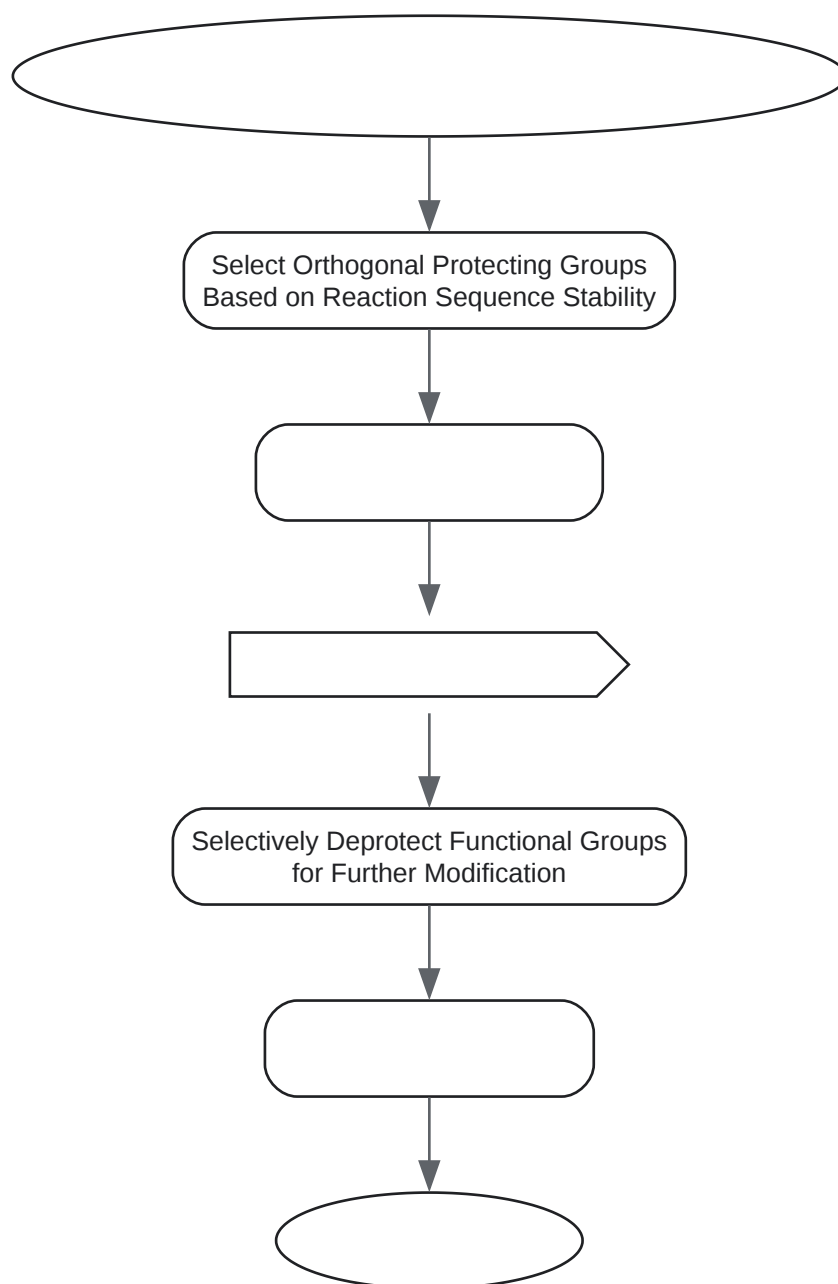 Select Orthogonal Protecting Groups
Based on Reaction Sequence Stability
Selectively Deprotect Functional Groups
for Further Modification